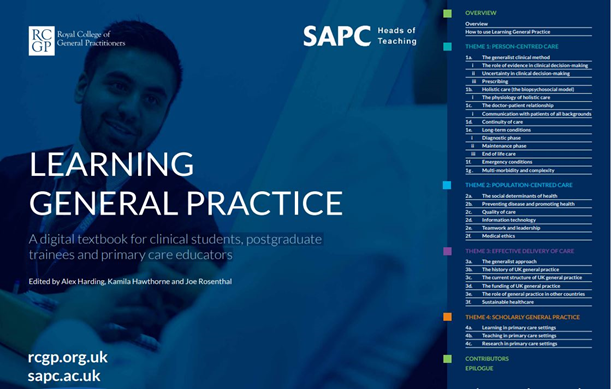 RC
GP
Royal College of
General Practitioners
SAPC
Heads of
Teaching
LEARNING
GENERAL PRACTICE
A digital textbook for clinical students, postgraduate
trainees and primary care educators
Edited by Alex Harding, Kamila Hawthorne and Joe Rosenthal
rcgp.org.uk
sapc.ac.uk
OVERVIEW
Overview
How to use Learning General Practice
THEME 1: PERSON-CENTRED CARE
1a. The generalist clinical method
i The role of evidence in clinical decision-making
ii Uncertainty in clinical decision-making
iii Prescribing
1b. Holistic care (the biopsychosocial model)
i The physiology of holistic care
1c. The doctor-patient relationship
i Communication with patients of all backgrounds
1d. Continuity of care
1e. Long-term conditions
i Diagnostic phase
ii Maintenance phase
iii End of life care
1f. Emergency conditions
1g. Multi-morbidity and complexity
THEME 2: POPULATION-CENTRED CARE
2a. The social determinants of health
2b. Preventing disease and promoting health
2c. Quality of care
2d. Information technology
2e. Teamwork and leadership
2f. Medical ethics
THEME 3: EFFECTIVE DELIVERY OF CARE
3a. The generalist approach
3b. The history of UK general practice
3c. The current structure of UK general practice
3d. The funding of UK general practice
3e. The role of general practice in other countries
3f. Sustainable healthcare
THEME 4: SCHOLARLY GENERAL PRACTICE
4a. Learning in primary care settings
4b. Teaching in primary care settings
4c. Research in primary care settings
CONTRIBUTORS
EPILOGUE